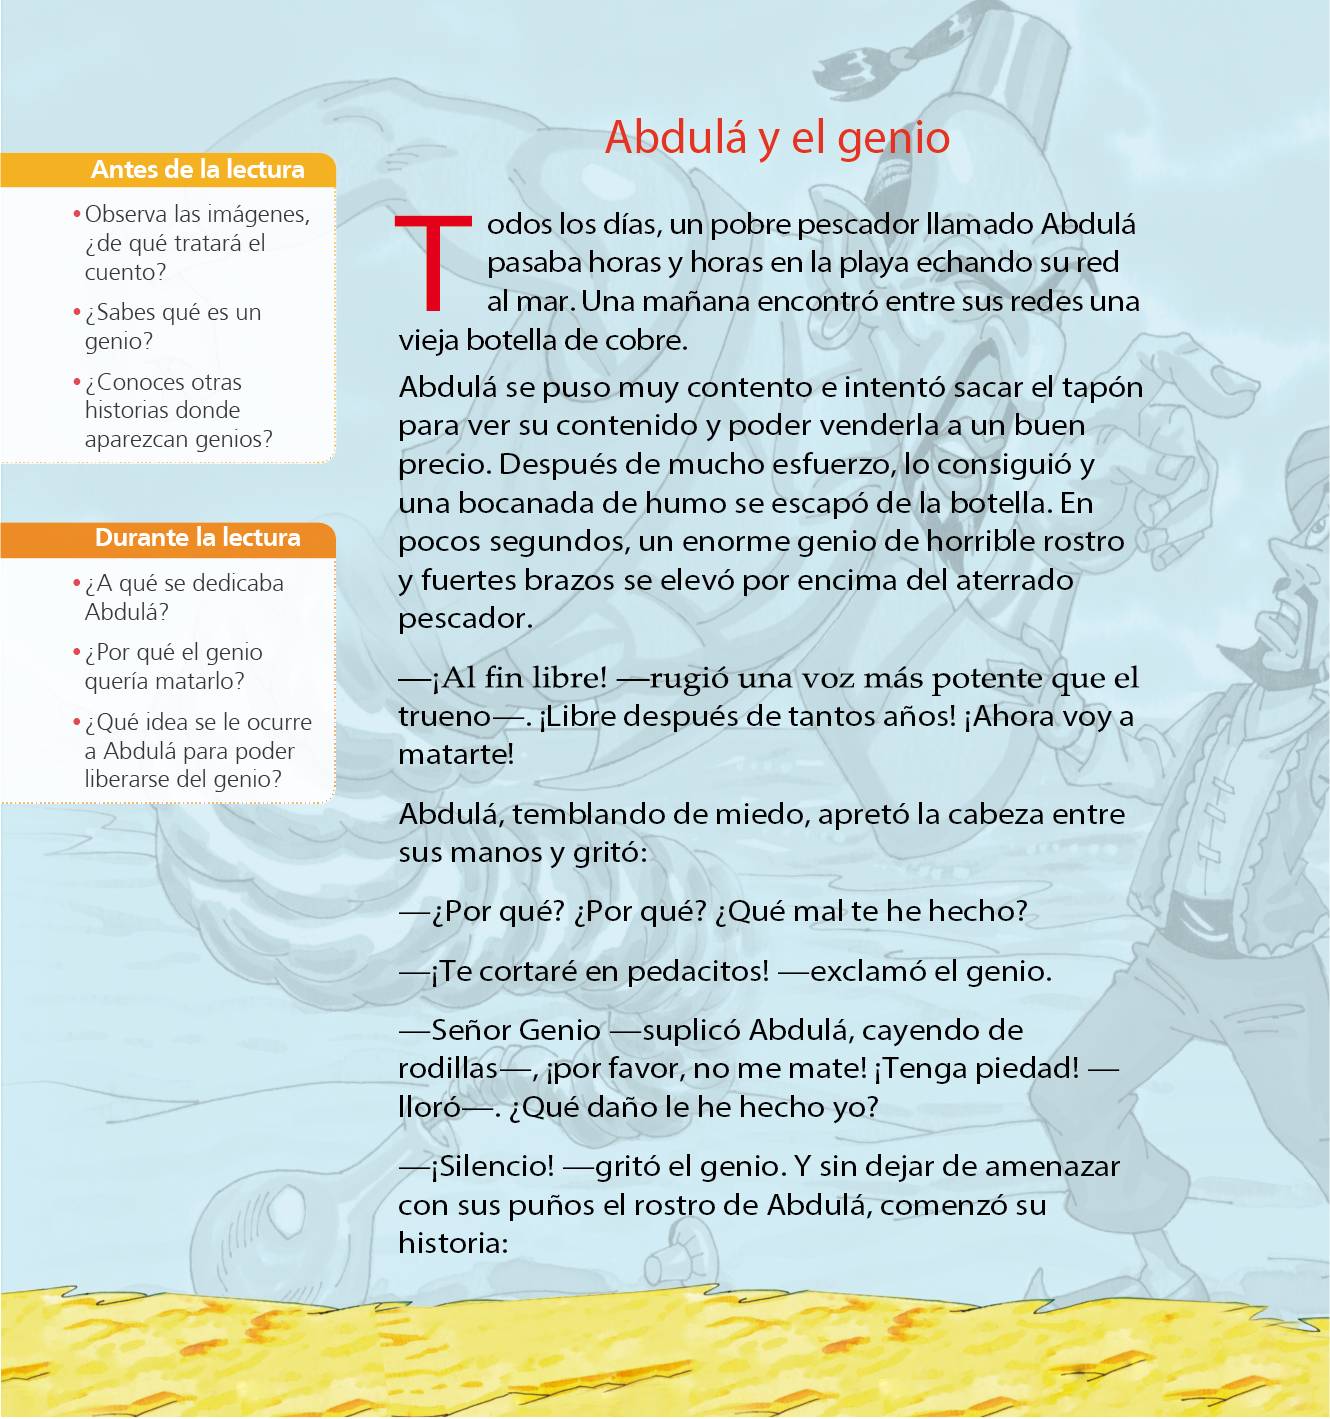 Abdulá y el genio
Antes de la lectura
•Observa las imágenes,
¿de qué tratará el
cuento?
•¿Sabes qué es un
genio?
•¿Conoces otras
historias donde
aparezcan genios?
Durante la lectura
•¿A qué se dedicaba
Abdulá?
•¿Por qué el genio
quería matarlo?
•¿Qué idea se le ocurre
a Abdulá para poder
liberarse del genio?
Todos los días, un pobre pescador llamado Abdulá
pasaba horas y horas en la playa echando su red
al mar. Una mañana encontró entre sus redes una
vieja botella de cobre.
Abdulá se puso muy contento e intentó sacar el tapón
para ver su contenido y poder venderla a un buen
precio. Después de mucho esfuerzo, lo consiguió y
una bocanada de humo se escapó de la botella. En
pocos segundos, un enorme genio de horrible rostro
y fuertes brazos se elevó por encima del aterrado
pescador.
—¡Al fin libre! —rugió una voz más potente que el
trueno—. ¡Libre después de tantos años! ¡Ahora voy a
matarte!
Abdulá, temblando de miedo, apretó la cabeza entre
sus manos y gritó:
—¿Por qué? ¿Por qué? ¿Qué mal te he hecho?
—¡Te cortaré en pedacitos! —exclamó el genio.
—Señor Genio —suplicó Abdulá, cayendo de
rodillas—, ¡por favor, no me mate! ¡Tenga piedad! —
lloró—. ¿Qué daño le he hecho yo?
—¡Silencio! —gritó el genio. Y sin dejar de amenazar
con sus puños el rostro de Abdulá, comenzó su
historia: